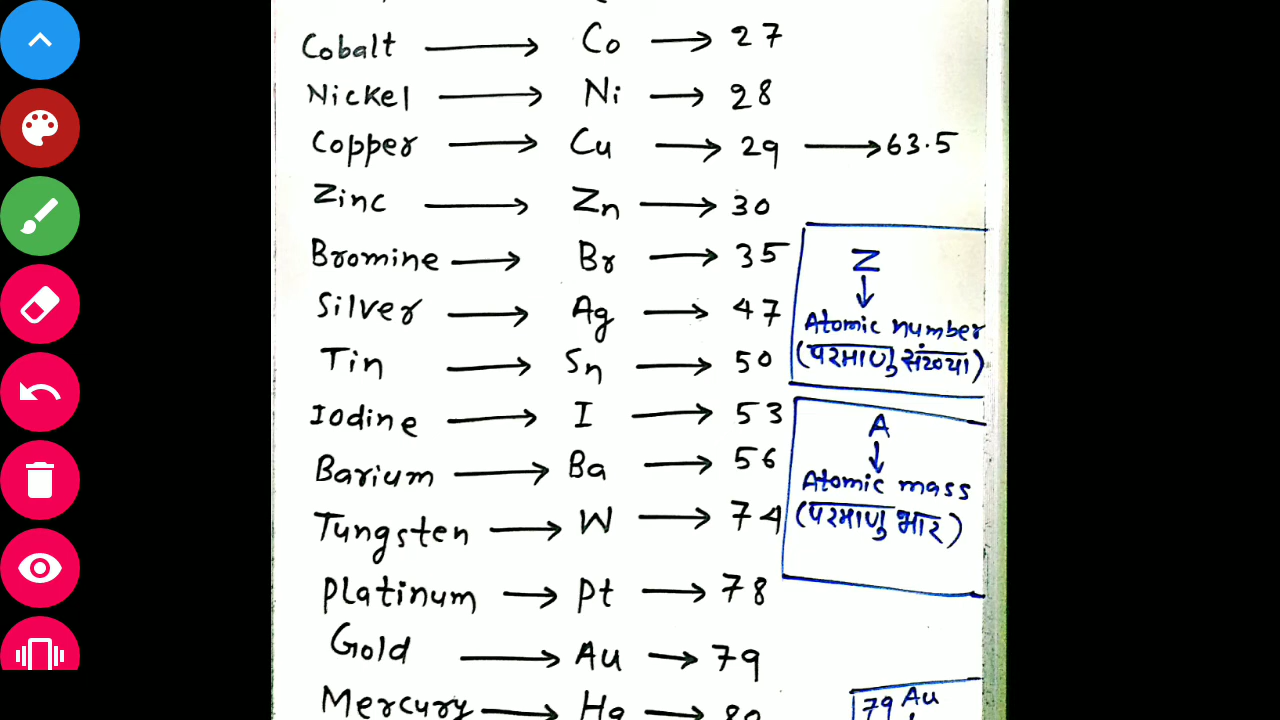 Cobalt → Co → 27
Nickel → Ni → 28
Copper → Cu → 29 → 63.5
Zinc → Zn → 30
Bromine → Br → 35
Silver → Ag → 47
Tin → Sn → 50
Iodine → I → 53
Barium → Ba → 56
Tungsten → W → 74
Platinum → Pt → 78
Gold → Au → 79
Mercury → Hg → 80
Z
↓
Atomic number
(परमाणु संख्या)
A
↓
Atomic mass
(परमाणु भार)
79 Au